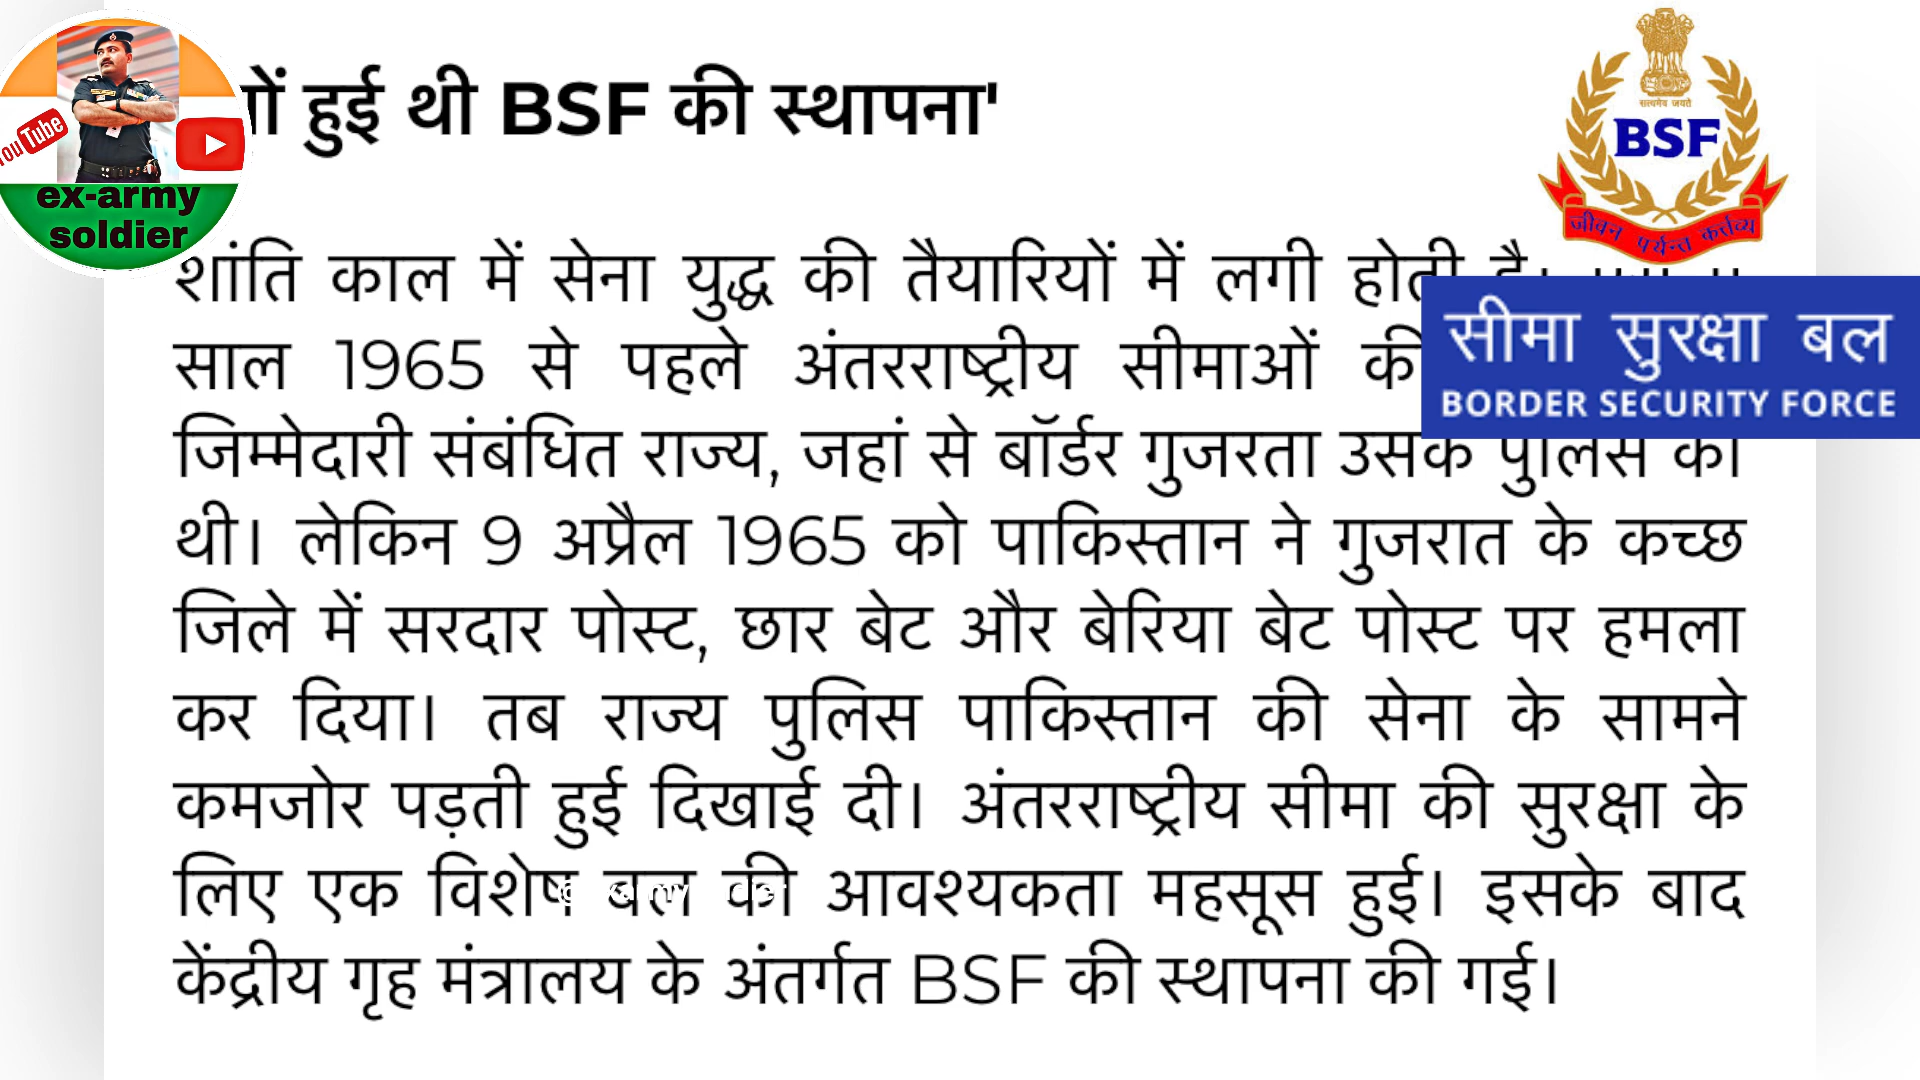 हुई थी BSF की स्थापना'
सत्यमेव जयते
BSF
जीवन पर्यन्त कर्तव्य
YouTube
ex-army
soldier
शांति काल में सेना युद्ध की तैयारियों में लगी होती है।
सीमा सुरक्षा बल
BORDER SECURITY FORCE
साल 1965 से पहले अंतरराष्ट्रीय सीमाओं की
जिम्मेदारी संबंधित राज्य, जहां से बॉर्डर गुजरता उसके पुलिस की
थी। लेकिन 9 अप्रैल 1965 को पाकिस्तान ने गुजरात के कच्छ
जिले में सरदार पोस्ट, छार बेट और बेरिया बेट पोस्ट पर हमला
कर दिया। तब राज्य पुलिस पाकिस्तान की सेना के सामने
कमजोर पड़ती हुई दिखाई दी। अंतरराष्ट्रीय सीमा की सुरक्षा के
लिए एक विशेष बल की आवश्यकता महसूस हुई। इसके बाद
केंद्रीय गृह मंत्रालय के अंतर्गत BSF की स्थापना की गई।